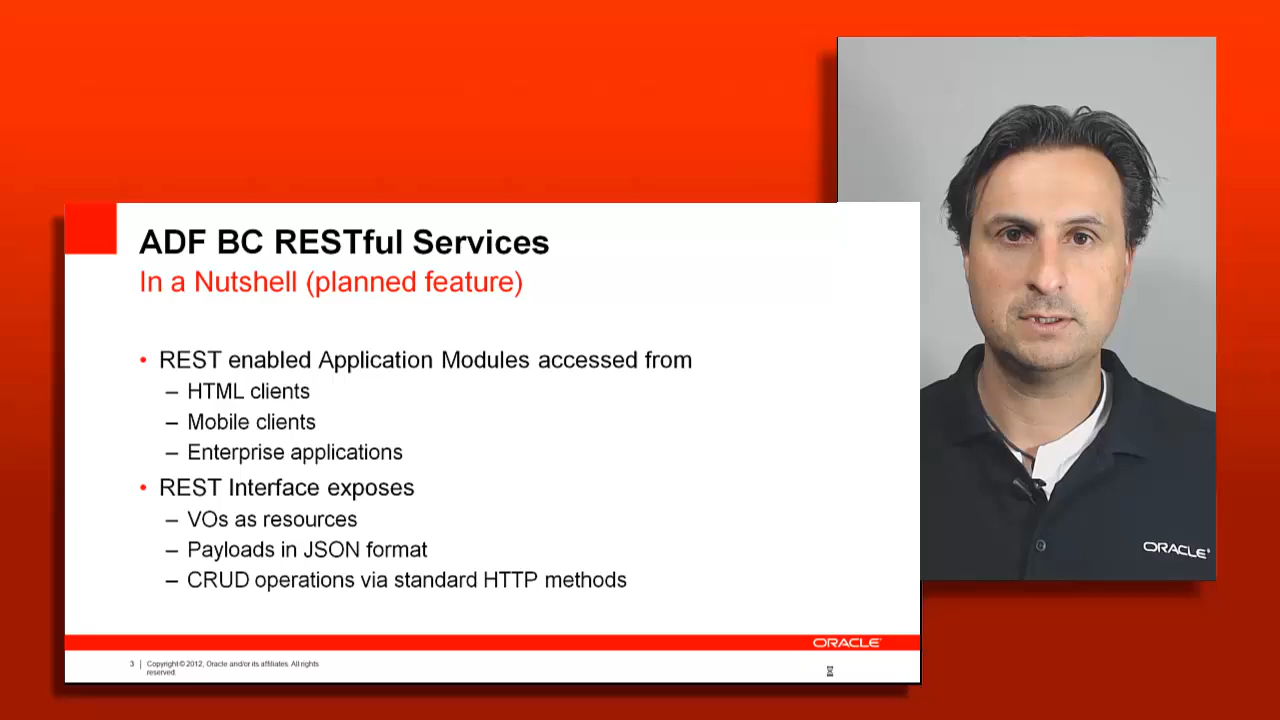 ADF BC RESTful Services
In a Nutshell (planned feature)
• REST enabled Application Modules accessed from
– HTML clients
– Mobile clients
– Enterprise applications
• REST Interface exposes
– VOs as resources
– Payloads in JSON format
– CRUD operations via standard HTTP methods
ORACLE
3 | Copyright © 2012, Oracle and/or its affiliates. All rights
reserved.
ORACLE